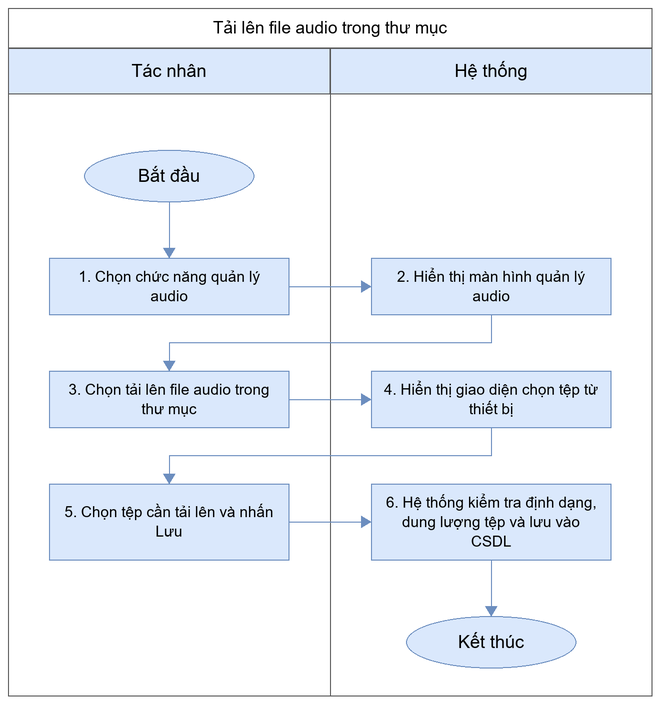 Tải lên file audio trong thư mục
Tác nhân
Hệ thống
Bắt đầu
1. Chọn chức năng quản lý
audio
2. Hiển thị màn hình quản lý
audio
3. Chọn tải lên file audio trong
thư mục
4. Hiển thị giao diện chọn tệp từ
thiết bị
5. Chọn tệp cần tải lên và nhấn
Lưu
6. Hệ thống kiểm tra định dạng,
dung lượng tệp và lưu vào
CSDL
Kết thúc